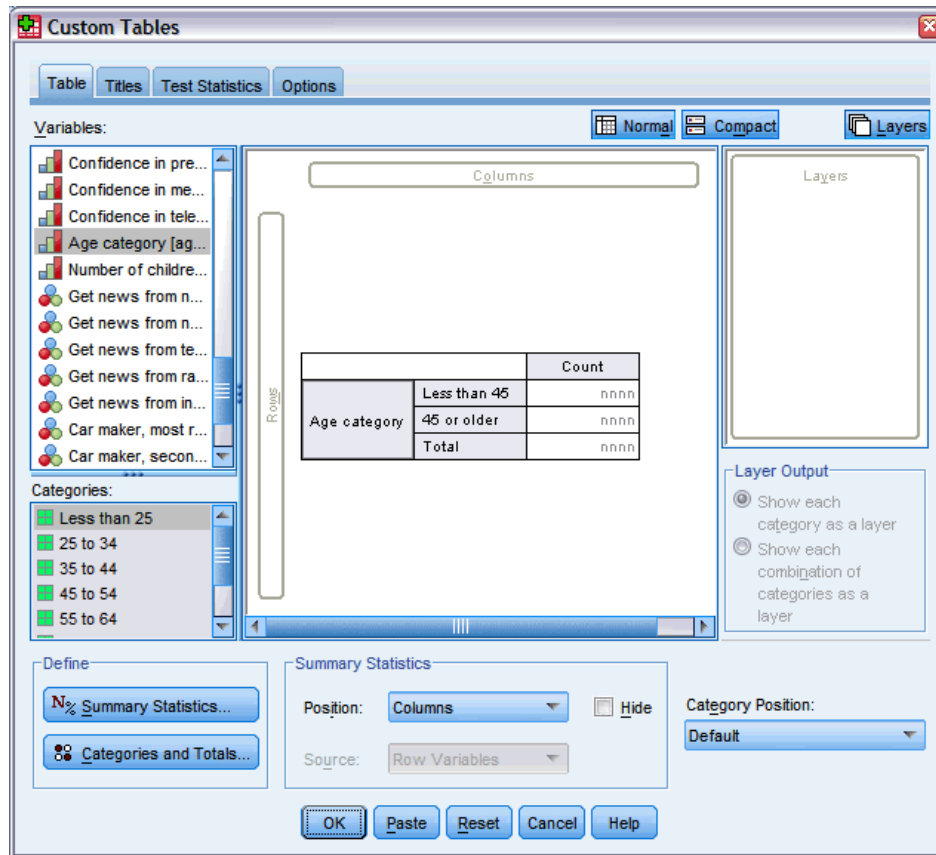 Custom Tables
Table Titles Test Statistics Options
Variables:
Normal Compact Layers
Confidence in pre...
Confidence in me...
Confidence in tele...
Age category [ag...
Number of childre...
Get news from n...
Get news from n...
Get news from te...
Get news from ra...
Get news from in...
Car maker, most r...
Car maker, secon...
Categories:
Less than 25
25 to 34
35 to 44
45 to 54
55 to 64
Columns
Rows
Count
Age category
Less than 45 nnnn
45 or older nnnn
Total nnnn
Layers
Layer Output
Show each
category as a layer
Show each
combination of
categories as a
layer
Define
N% Summary Statistics...
Categories and Totals...
Summary Statistics
Position: Columns Hide
Source: Row Variables
Category Position:
Default
OK Paste Reset Cancel Help